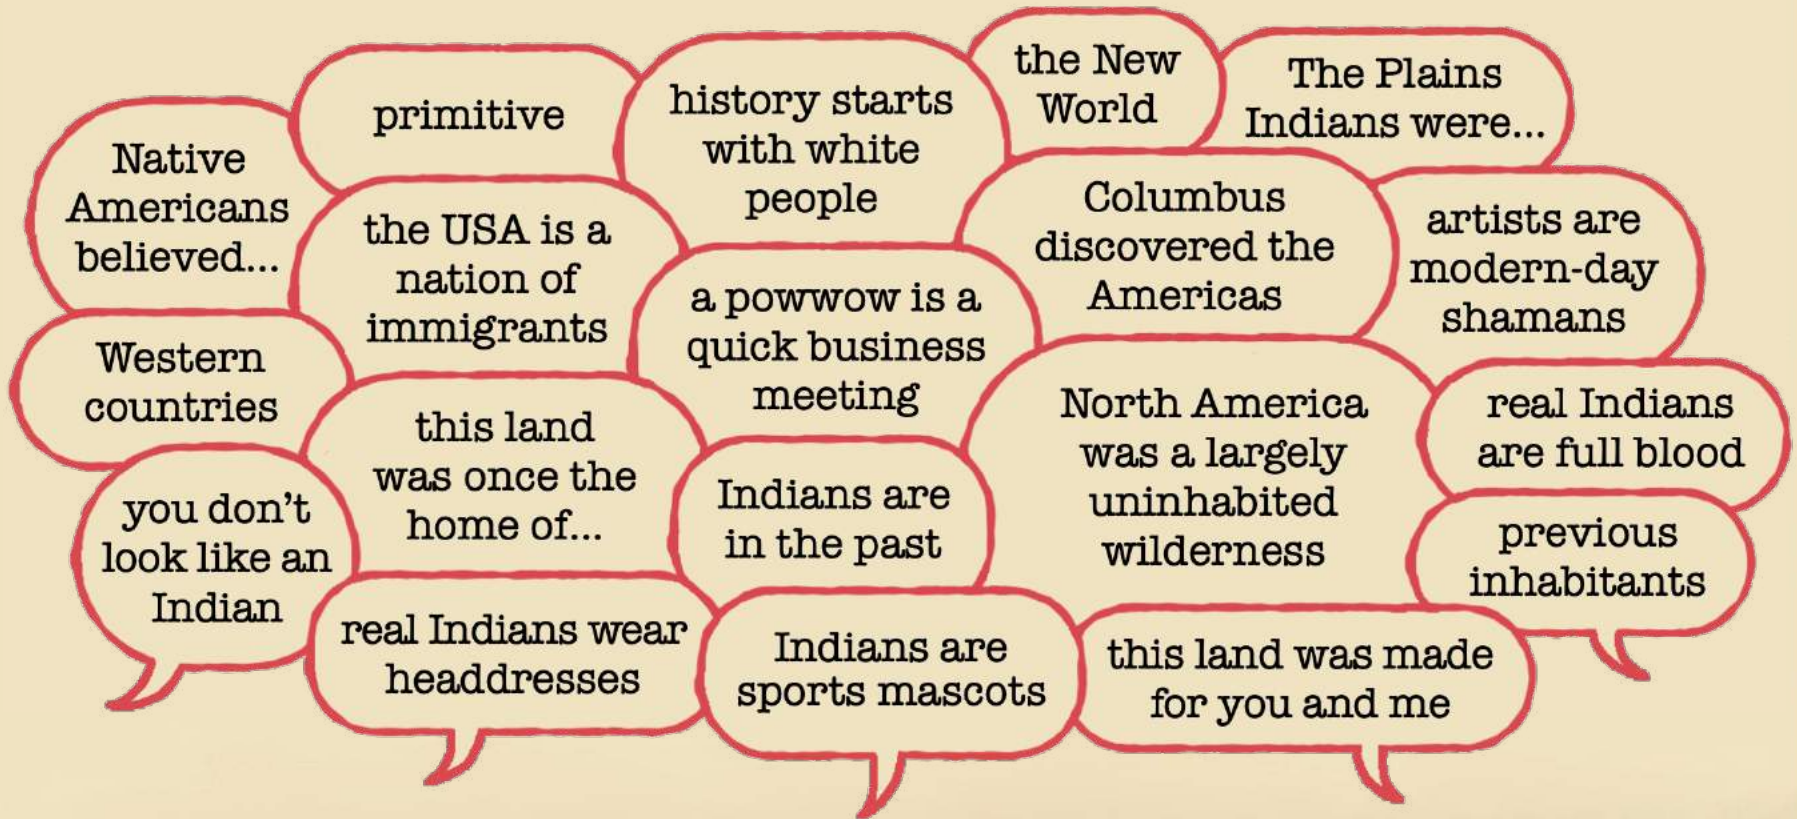 Native
Americans
believed...
primitive
history starts
with white
people
the New
World
The Plains
Indians were...
the USA is a
nation of
immigrants
a powwow is a
quick business
meeting
Columbus
discovered the
Americas
artists are
modern-day
shamans
Western
countries
this land
was once the
home of...
Indians are
in the past
North America
was a largely
uninhabited
wilderness
real Indians
are full blood
you don't
look like an
Indian
previous
inhabitants
real Indians wear
headdresses
Indians are
sports mascots
this land was made
for you and me